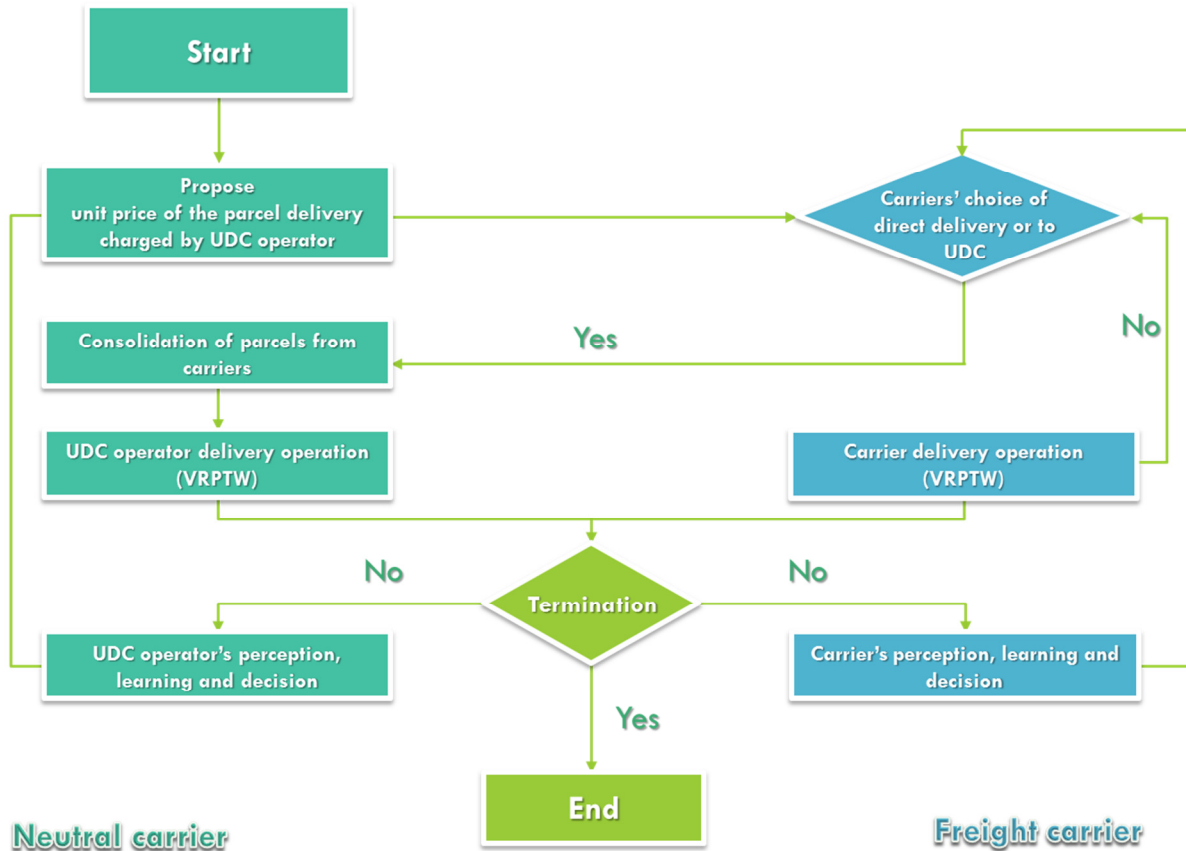 Start
Propose
unit price of the parcel delivery
charged by UDC operator
Carriers’ choice of
direct delivery or to
UDC
Yes
No
Consolidation of parcels from
carriers
UDC operator delivery operation
(VRPTW)
Carrier delivery operation
(VRPTW)
No
No
Termination
UDC operator’s perception,
learning and decision
Carrier’s perception, learning and
decision
Yes
End
Neutral carrier
Freight carrier